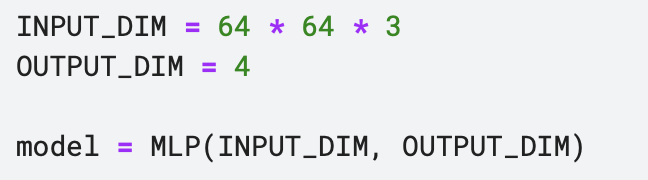 INPUT_DIM = 64 * 64 * 3
OUTPUT_DIM = 4
model = MLP(INPUT_DIM, OUTPUT_DIM)